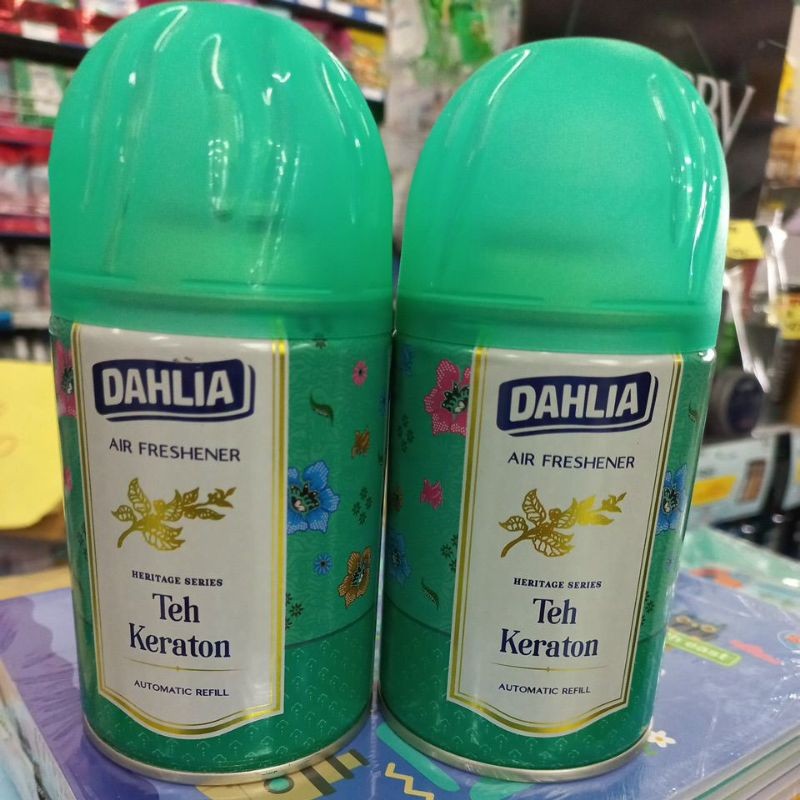 DAHLIA
AIR FRESHENER
HERITAGE SERIES
Teh
Keraton
AUTOMATIC REFILL
DAHLIA
AIR FRESHENER
HERITAGE SERIES
Teh
Keraton
AUTOMATIC REFILL